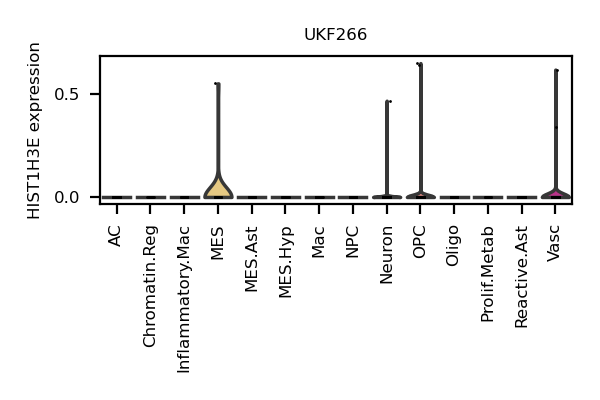 UKF266
HIST1H3E expression
0.5
0.0
AC
Chromatin.Reg
Inflammatory.Mac
MES
MES.Ast
MES.Hyp
Mac
NPC
Neuron
OPC
Oligo
Prolif.Metab
Reactive.Ast
Vasc